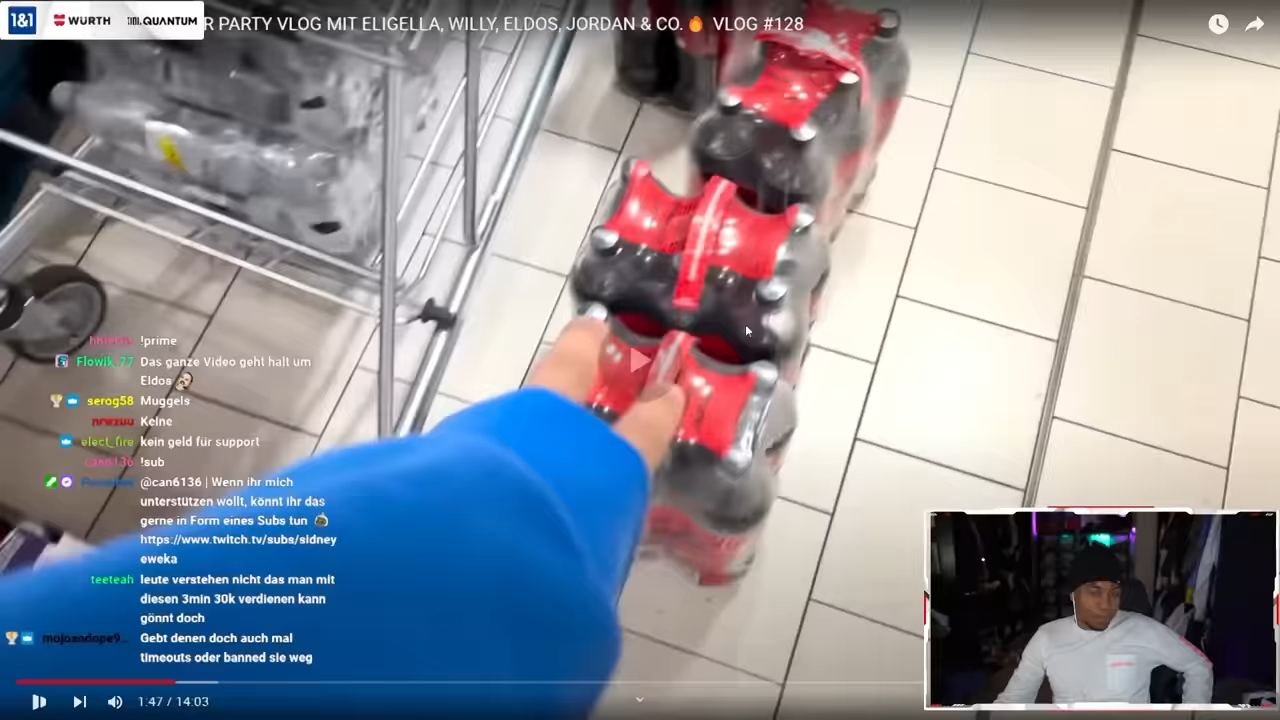 1&1 WÜRTH 101.QUANTUM R PARTY VLOG MIT ELIGELLA, WILLY, ELDOS, JORDAN & CO.🔥 VLOG #128
!prime
Flowik_77 Das ganze Video geht halt um
Eldos
serog58 Muggels
nrwzuu Keine
elect_fire kein geld für support
can6136 !sub
@can6136 | Wenn ihr mich
unterstützen wollt, könnt ihr das
gerne in Form eines Subs tun
https://www.twitch.tv/subs/sidney
eweka
teeteah leute verstehen nicht das man mit
diesen 3min 30k verdienen kann
gönnt doch
mojoandope9... Gebt denen doch auch mal
timeouts oder banned sie weg
1:47 / 14:03